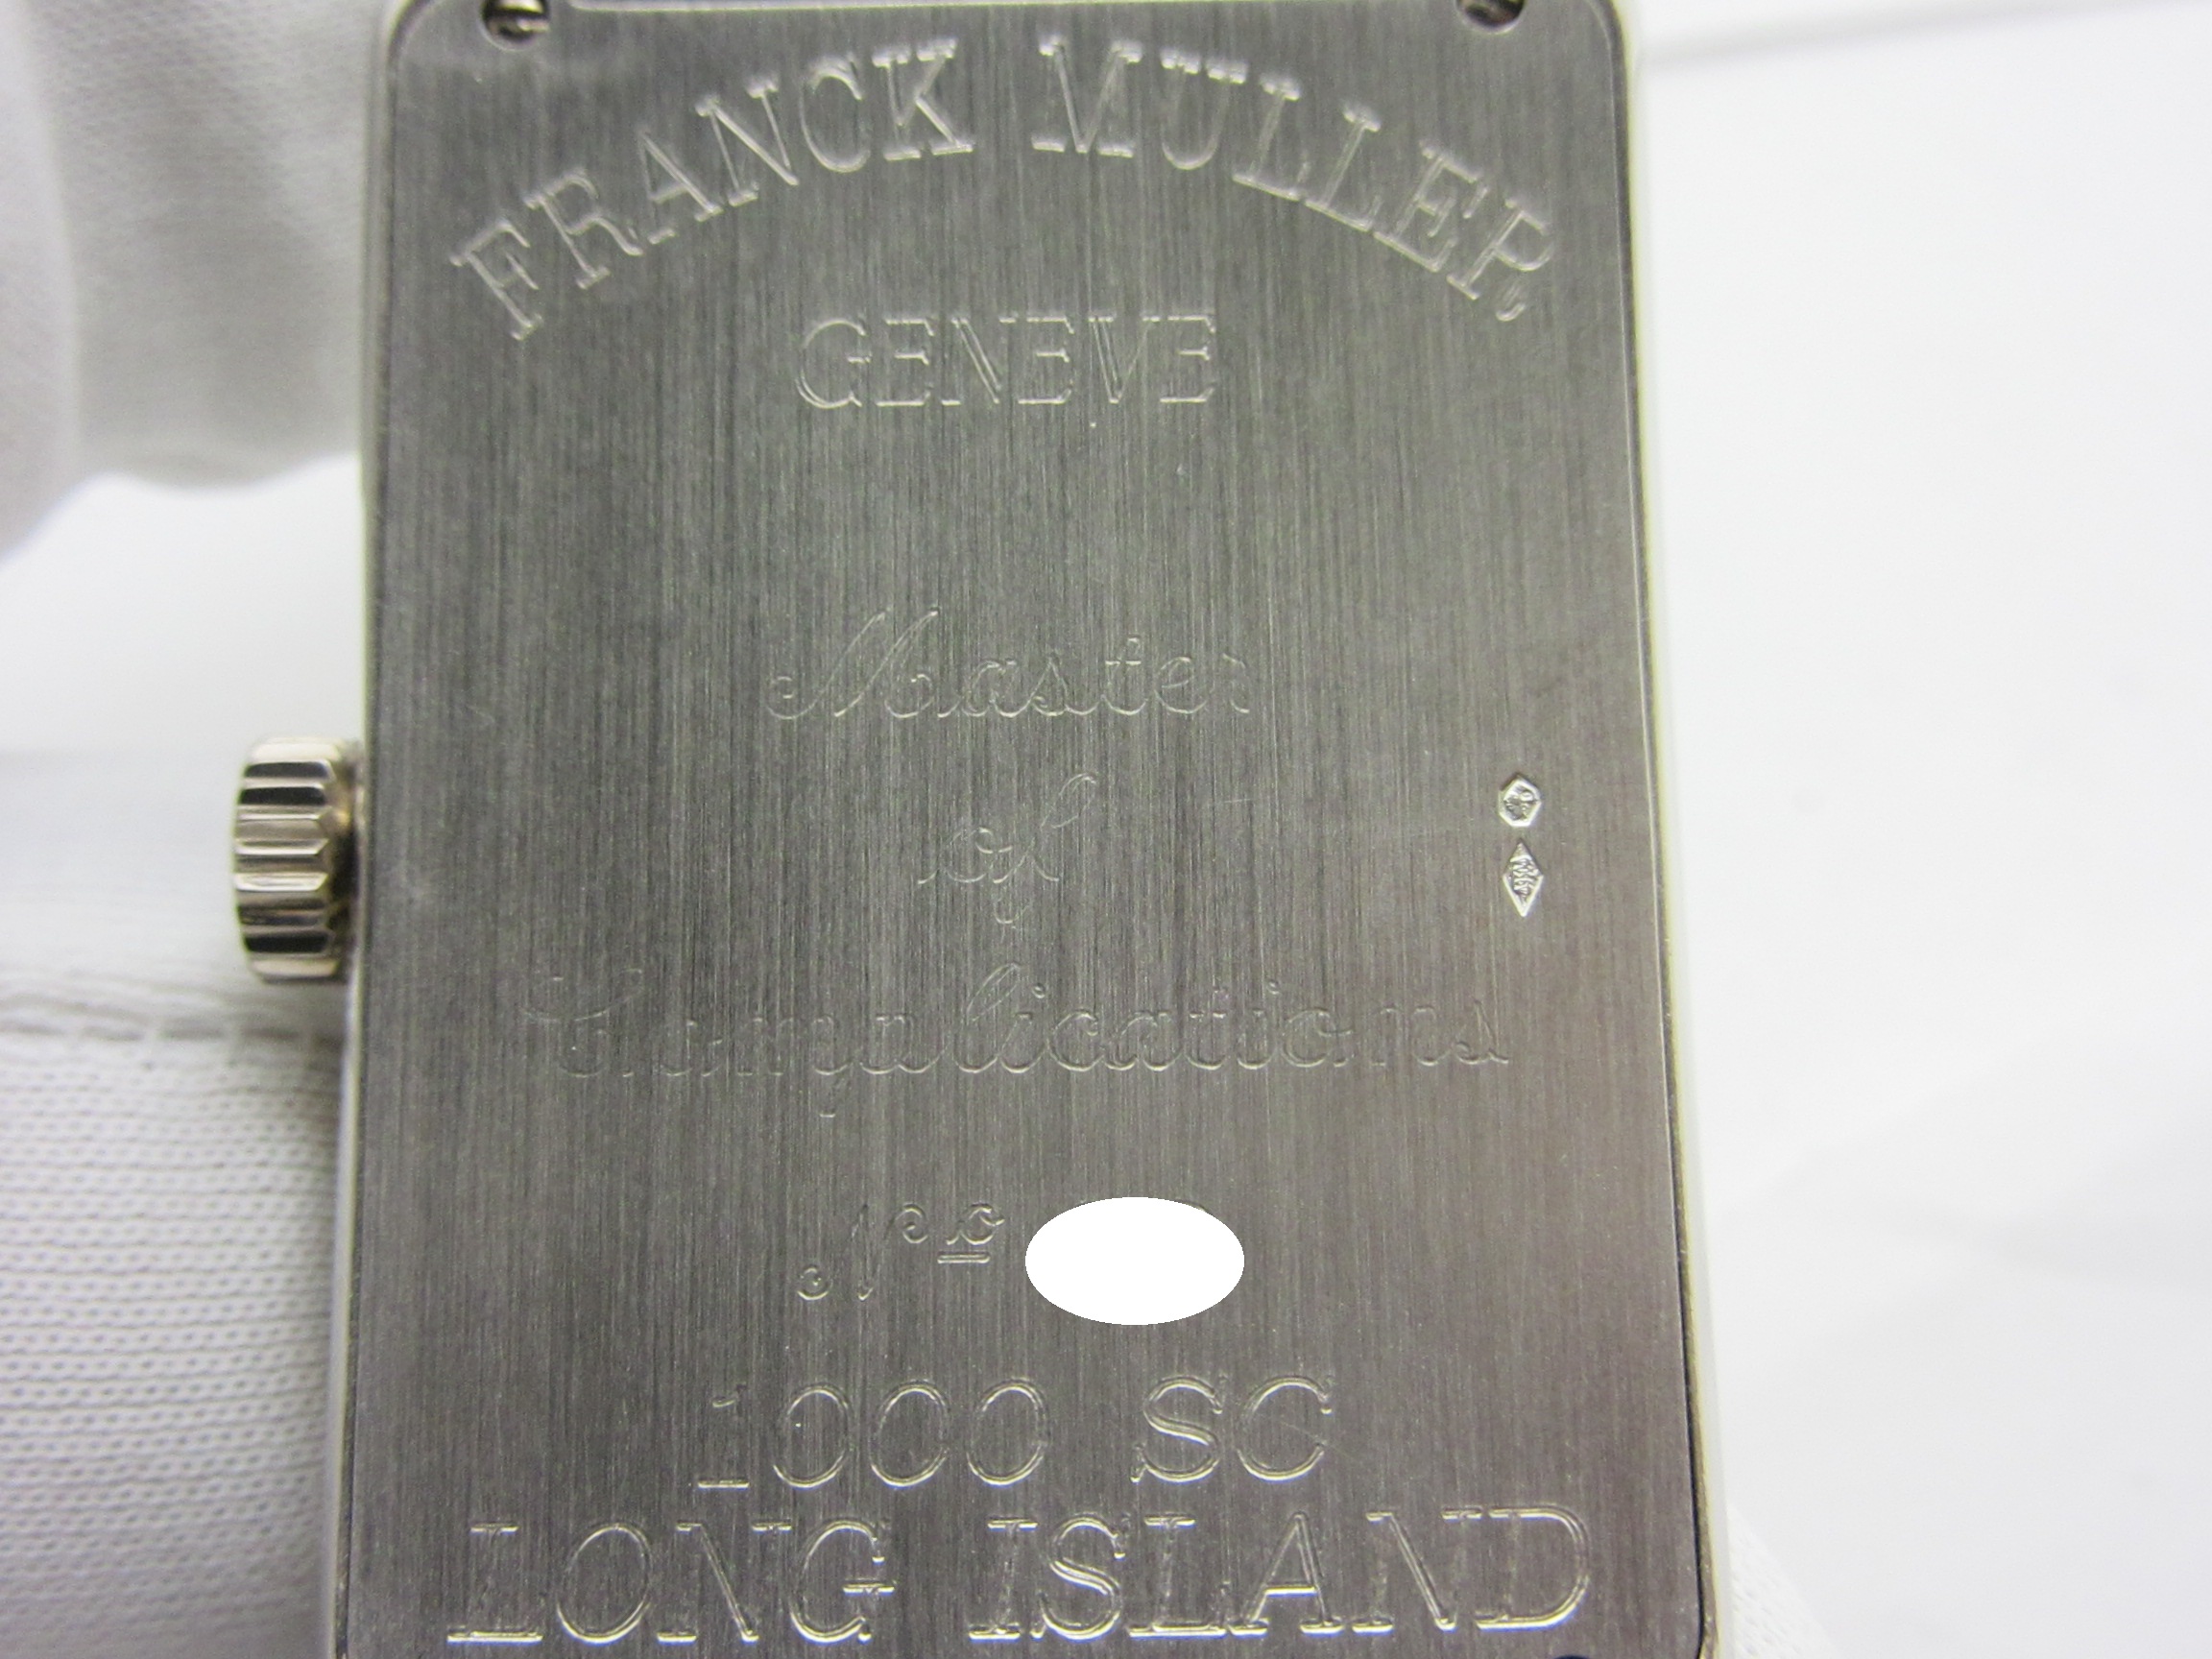 FRANCK MULLER
GENEVE
Master
of
Complications
No
1000 SC
LONG ISLAND